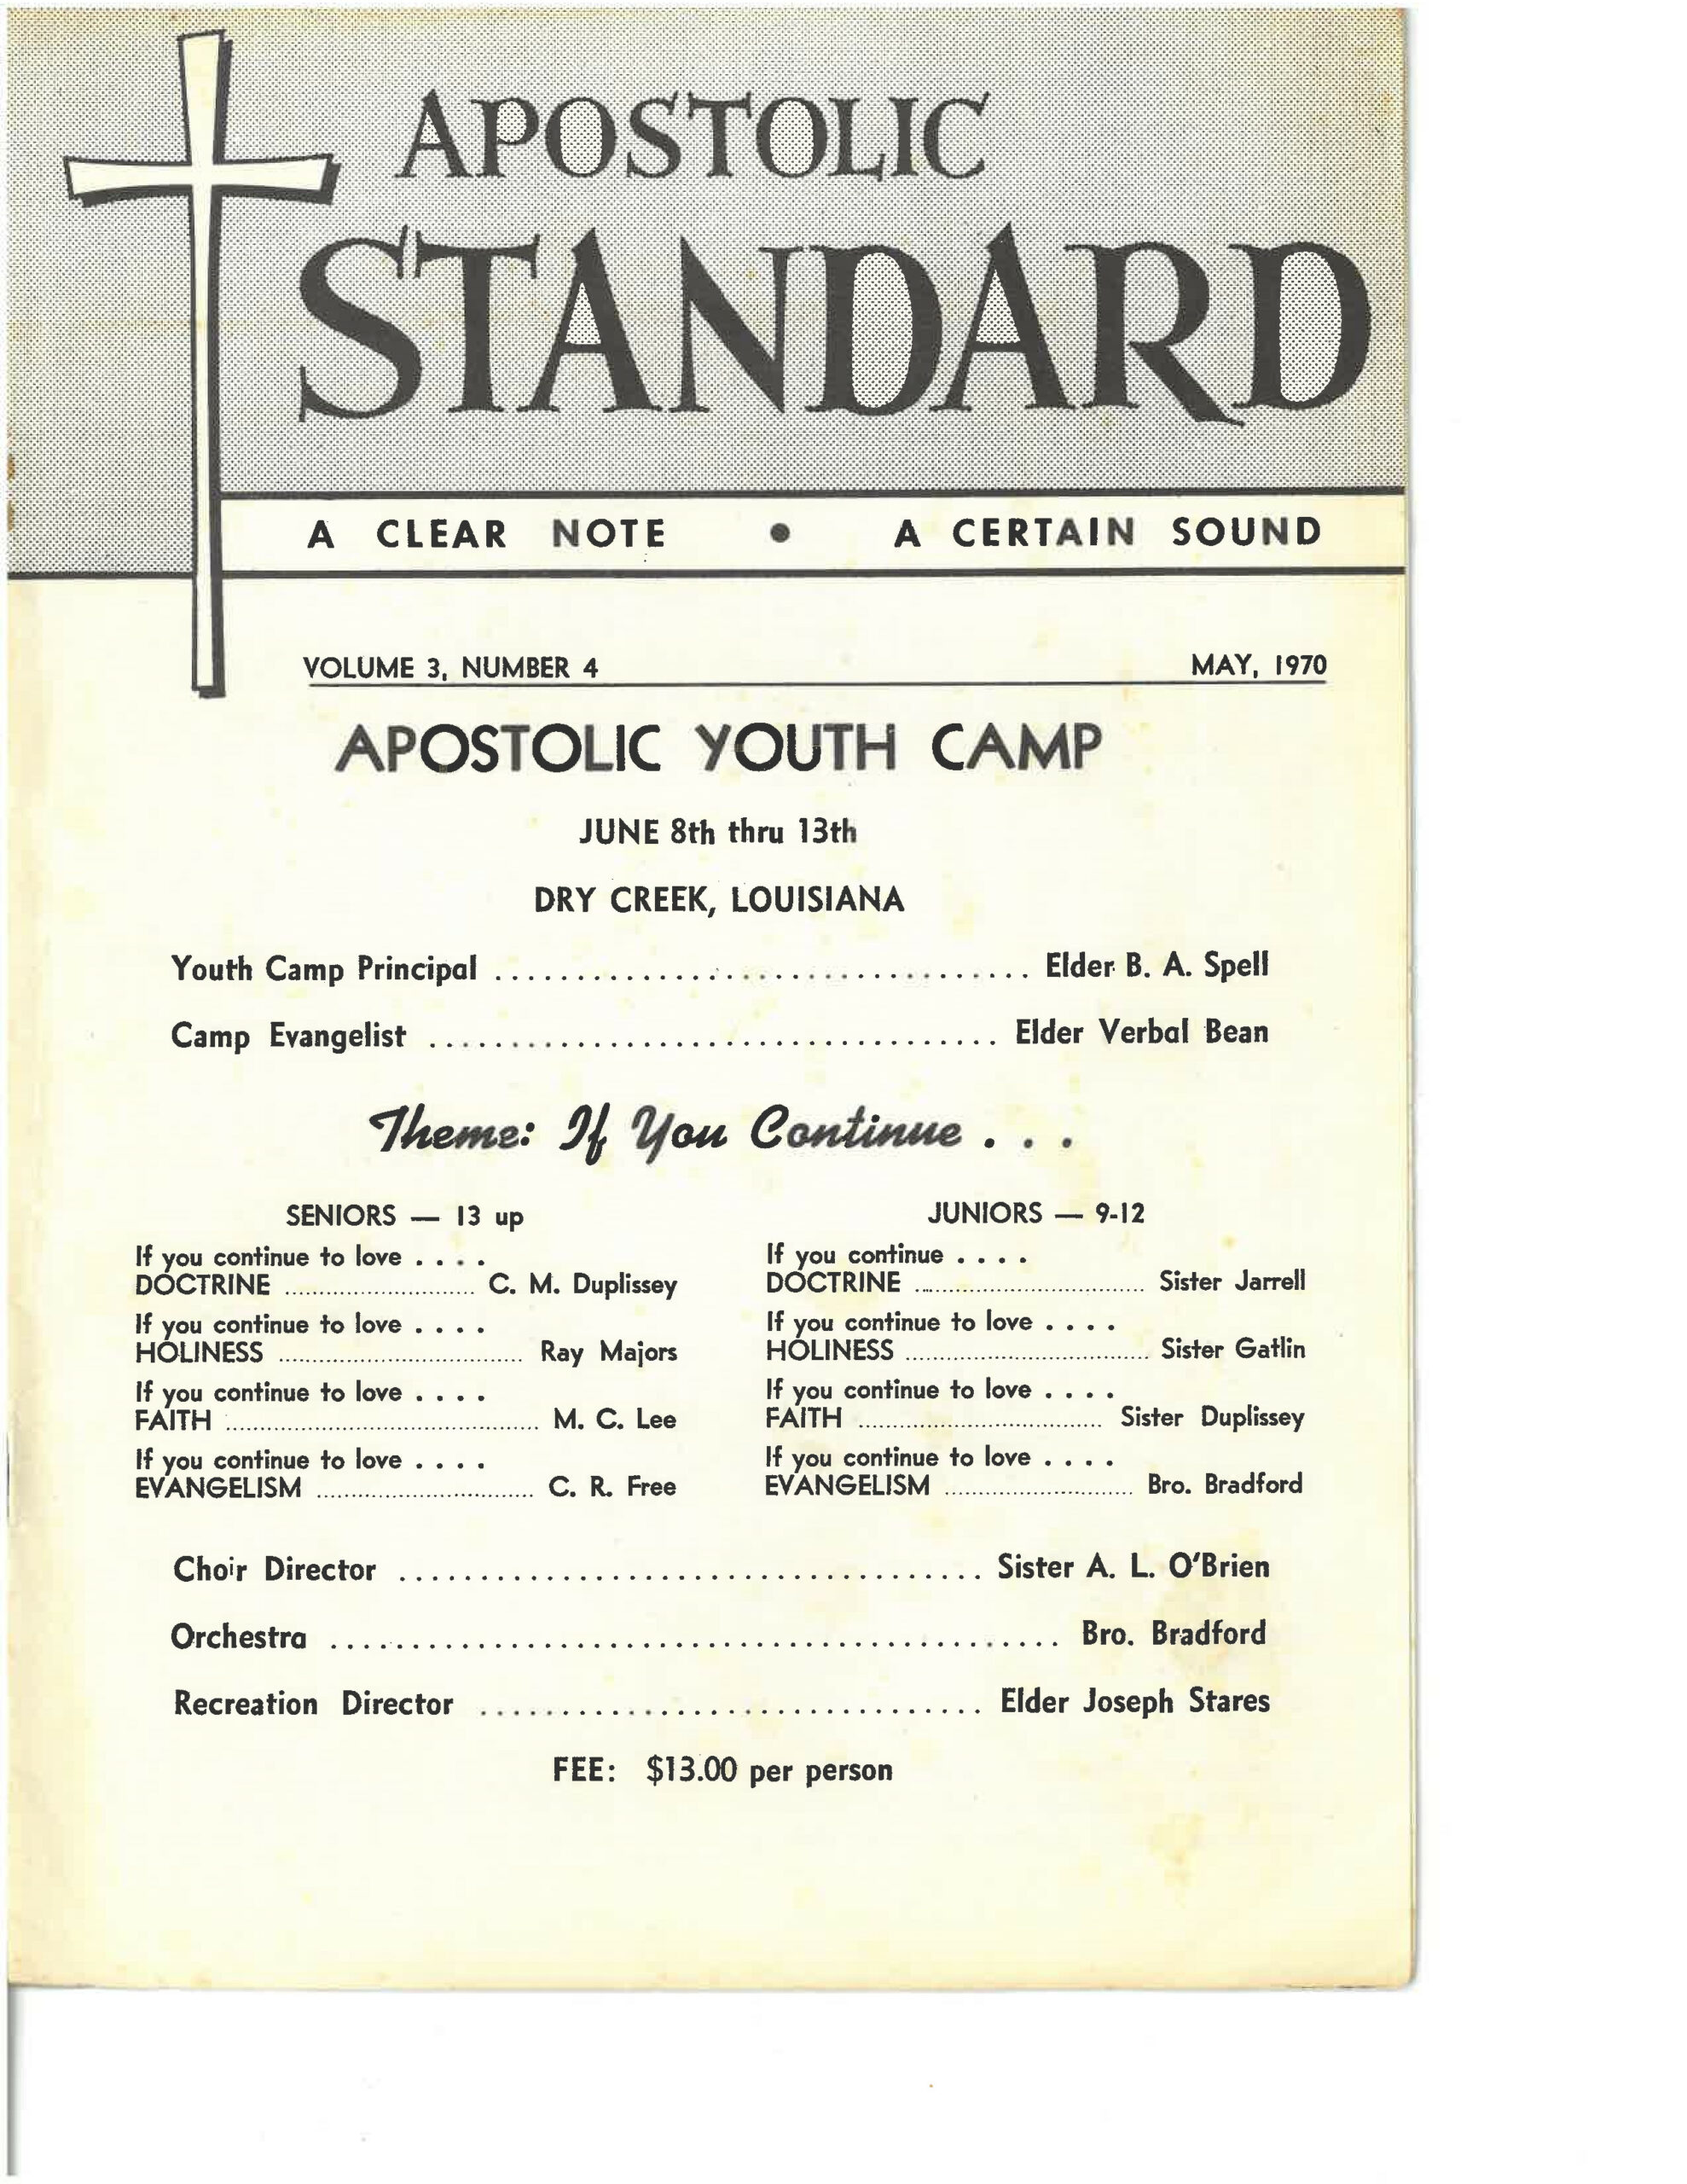 APOSTOLIC
STANDARD
A CLEAR NOTE • A CERTAIN SOUND
VOLUME 3, NUMBER 4 MAY, 1970
APOSTOLIC YOUTH CAMP
JUNE 8th thru 13th
DRY CREEK, LOUISIANA
Youth Camp Principal ................................. Elder B. A. Spell
Camp Evangelist ................................... Elder Verbal Bean
Theme: If You Continue . . .
SENIORS — 13 up
If you continue to love . . . .
DOCTRINE ........................... C. M. Duplissey
If you continue to love . . . .
HOLINESS ................................... Ray Majors
If you continue to love . . . .
FAITH ............................................. M. C. Lee
If you continue to love . . . .
EVANGELISM ............................... C. R. Free
JUNIORS — 9-12
If you continue . . . .
DOCTRINE ................................. Sister Jarrell
If you continue to love . . . .
HOLINESS ................................... Sister Gatlin
If you continue to love . . . .
FAITH ................................... Sister Duplissey
If you continue to love . . . .
EVANGELISM ........................... Bro. Bradford
Choir Director .................................... Sister A. L. O'Brien
Orchestra ............................................. Bro. Bradford
Recreation Director ............................... Elder Joseph Stares
FEE: $13.00 per person